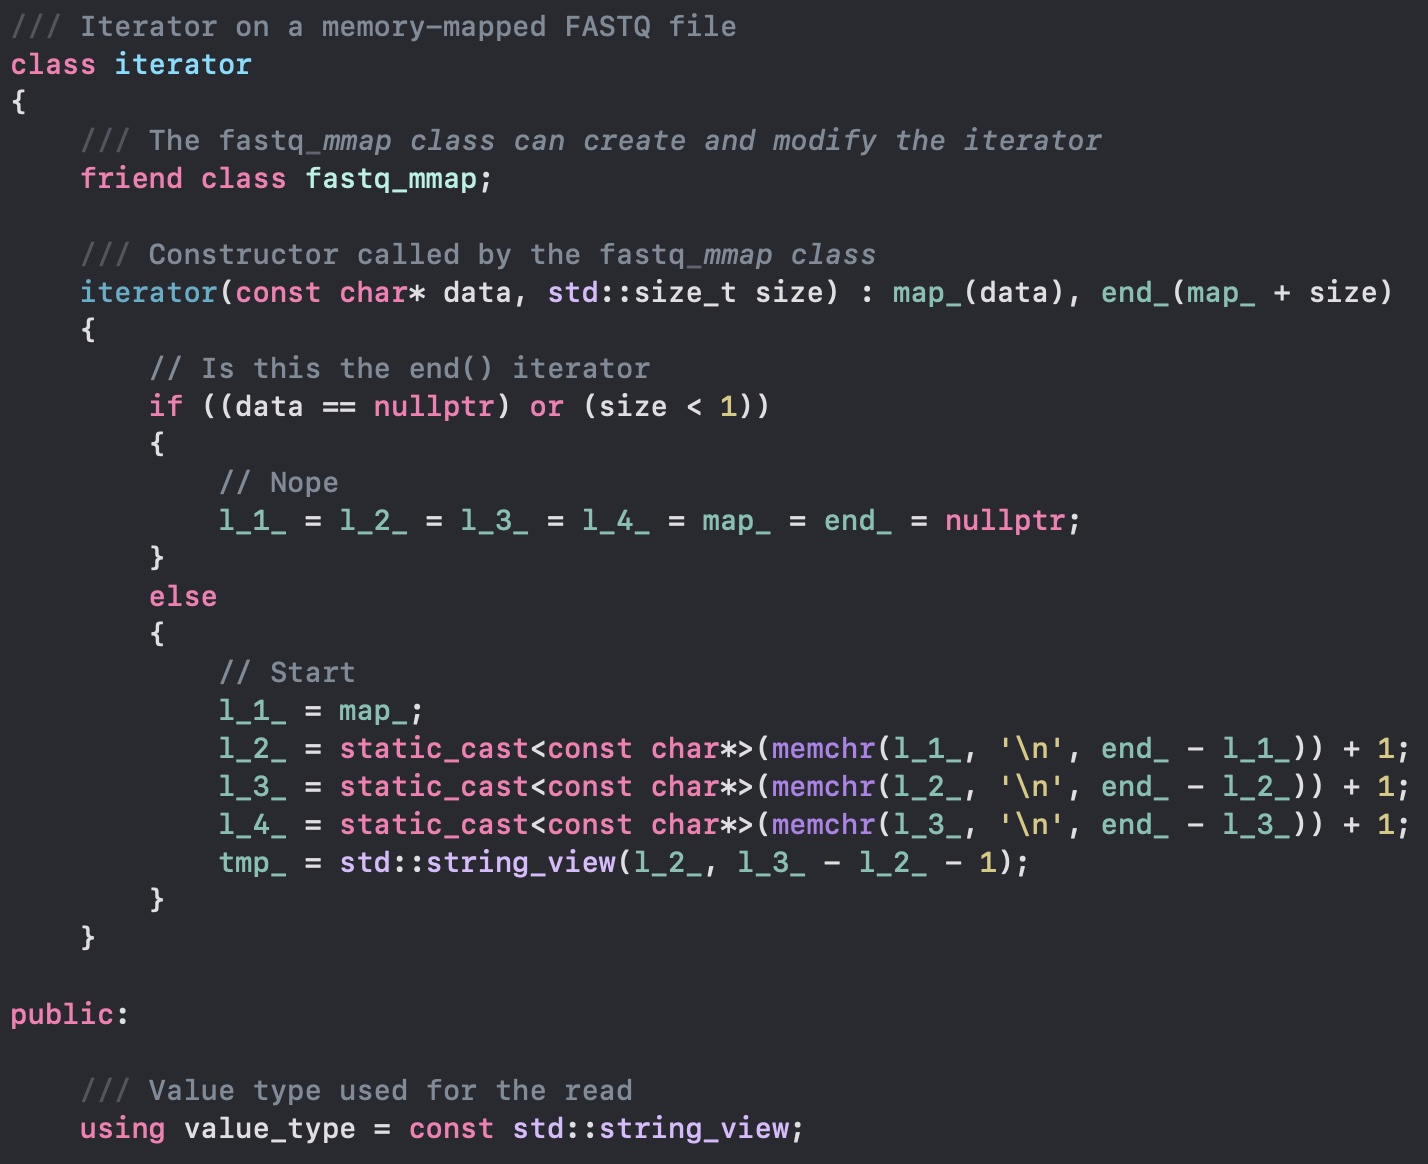 /// Iterator on a memory-mapped FASTQ file
class iterator
{
    /// The fastq_mmap class can create and modify the iterator
    friend class fastq_mmap;

    /// Constructor called by the fastq_mmap class
    iterator(const char* data, std::size_t size) : map_(data), end_(map_ + size)
    {
        // Is this the end() iterator
        if ((data == nullptr) or (size < 1))
        {
            // Nope
            l_1_ = l_2_ = l_3_ = l_4_ = map_ = end_ = nullptr;
        }
        else
        {
            // Start
            l_1_ = map_;
            l_2_ = static_cast<const char*>(memchr(l_1_, '\n', end_ - l_1_)) + 1;
            l_3_ = static_cast<const char*>(memchr(l_2_, '\n', end_ - l_2_)) + 1;
            l_4_ = static_cast<const char*>(memchr(l_3_, '\n', end_ - l_3_)) + 1;
            tmp_ = std::string_view(l_2_, l_3_ - l_2_ - 1);
        }
    }

public:

    /// Value type used for the read
    using value_type = const std::string_view;